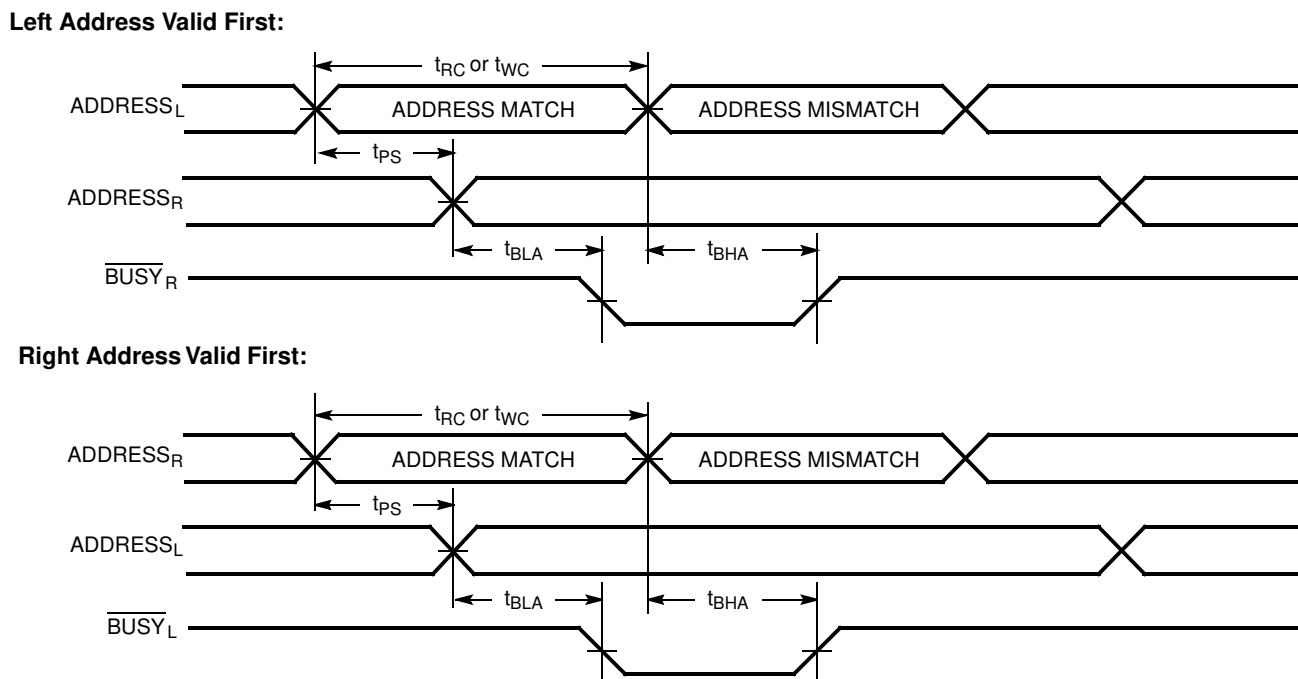 Left Address Valid First:
tRC or tWC
ADDRESSL
ADDRESS MATCH
ADDRESS MISMATCH
tPS
ADDRESSR
tBLA
tBHA
BUSYR
Right Address Valid First:
tRC or tWC
ADDRESSR
ADDRESS MATCH
ADDRESS MISMATCH
tPS
ADDRESSL
tBLA
tBHA
BUSYL